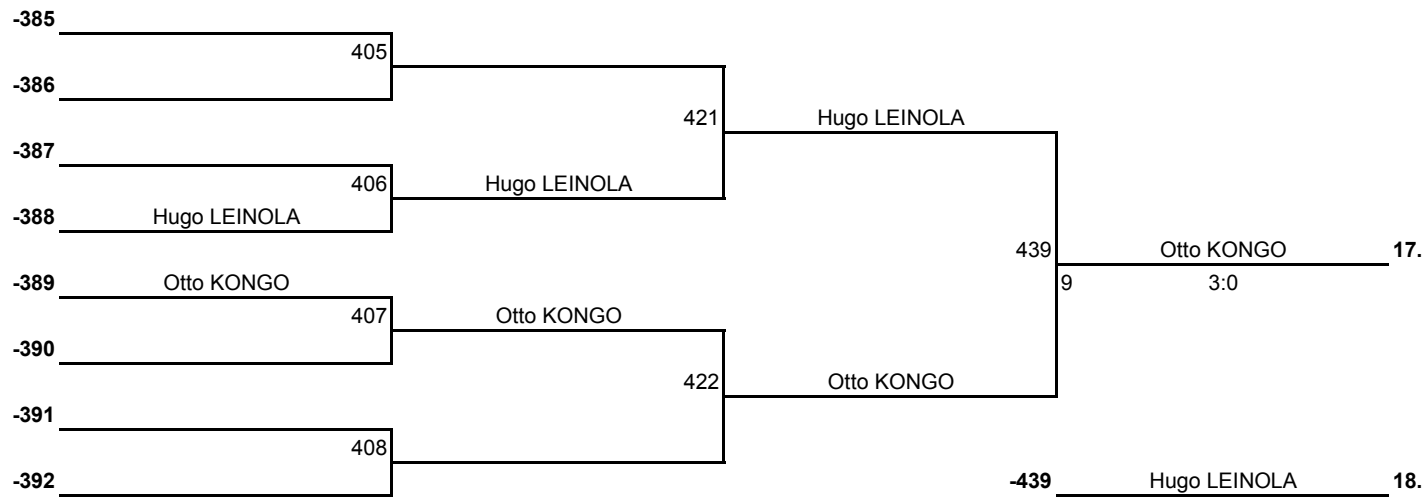 -385
405
-386
421 Hugo LEINOLA
-387
406 Hugo LEINOLA
-388 Hugo LEINOLA
439 Otto KONGO 17.
-389 Otto KONGO
9 3:0
407 Otto KONGO
-390
422 Otto KONGO
-391
408
-392
-439 Hugo LEINOLA 18.